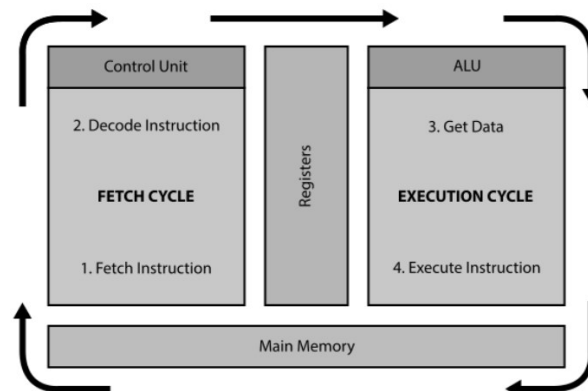 Control Unit
2. Decode Instruction
FETCH CYCLE
1. Fetch Instruction
Registers
ALU
3. Get Data
EXECUTION CYCLE
4. Execute Instruction
Main Memory